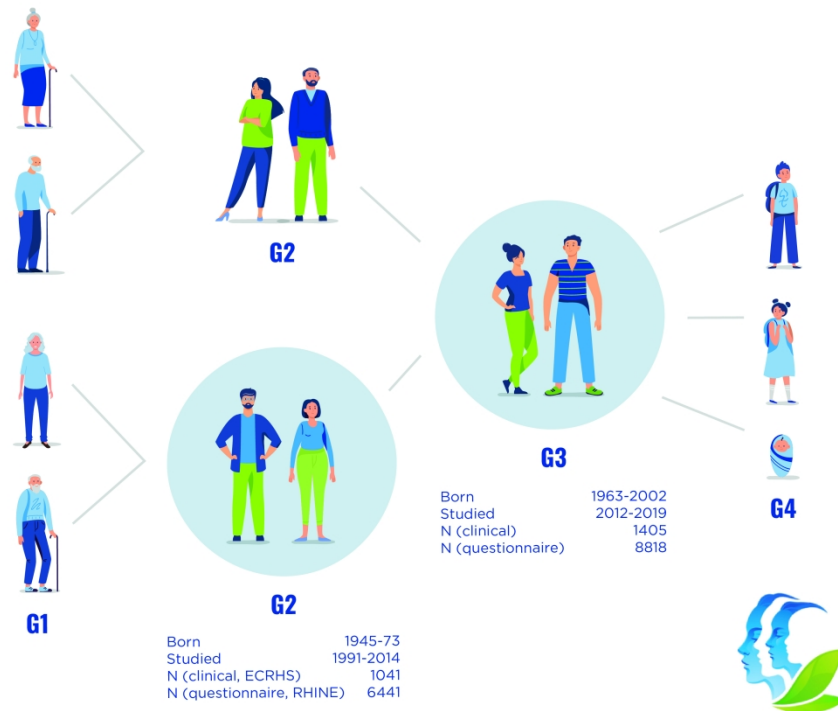 G2
G1
G2
Born 1945-73
Studied 1991-2014
N (clinical, ECRHS) 1041
N (questionnaire, RHINE) 6441
G3
Born 1963-2002
Studied 2012-2019
N (clinical) 1405
N (questionnaire) 8818
G4